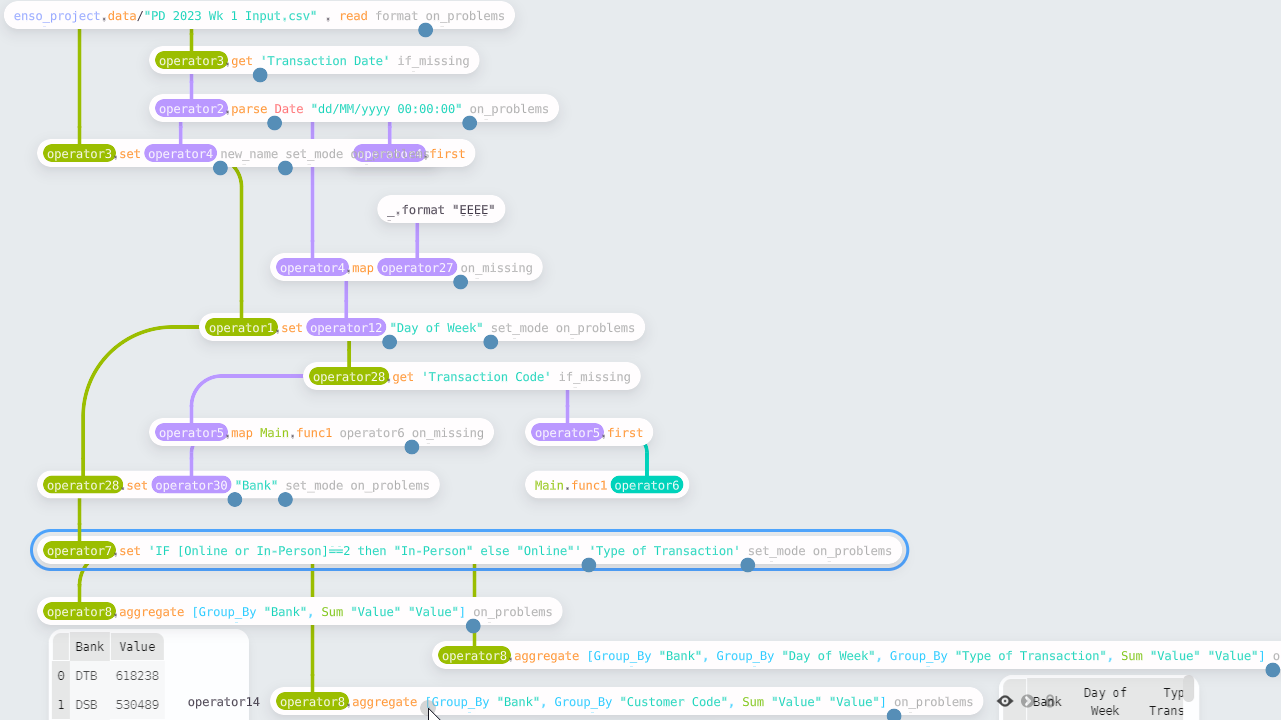 enso_project.data/"PD 2023 Wk 1 Input.csv" . read format on_problems
operator3.get 'Transaction Date' if_missing
operator2.parse Date "dd/MM/yyyy 00:00:00" on_problems
operator3.set operator4 new_name set_mode operator4.first
_.format "EEEE"
operator4.map operator27 on_missing
operator1.set operator12 "Day of Week" set_mode on_problems
operator28.get 'Transaction Code' if_missing
operator5.map Main.func1 operator6 on_missing
operator5.first
operator28.set operator30 "Bank" set_mode on_problems
Main.func1 operator6
operator7.set 'IF [Online or In-Person]==2 then "In-Person" else "Online"' 'Type of Transaction' set_mode on_problems
operator8.aggregate [Group_By "Bank", Sum "Value" "Value"] on_problems
Bank Value
operator8.aggregate [Group_By "Bank", Group_By "Day of Week", Group_By "Type of Transaction", Sum "Value" "Value"] o
0 DTB 618238
1 DSB 530489
operator14 operator8.aggregate [Group_By "Bank", Group_By "Customer Code", Sum "Value" "Value"] on_problems
Bank
Day of Week
Typ
Trans